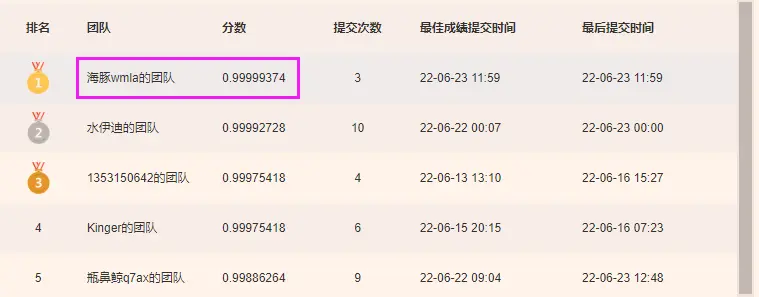 排名 团队 分数 提交次数 最佳成绩提交时间 最后提交时间
1 海豚wmla的团队 0.99999374 3 22-06-23 11:59 22-06-23 11:59
2 水伊迪的团队 0.99992728 10 22-06-22 00:07 22-06-23 00:00
3 1353150642的团队 0.99975418 4 22-06-13 13:10 22-06-16 15:27
4 Kinger的团队 0.99975418 6 22-06-15 20:15 22-06-16 07:23
5 瓶鼻鲸q7ax的团队 0.99886264 9 22-06-22 09:04 22-06-23 12:48